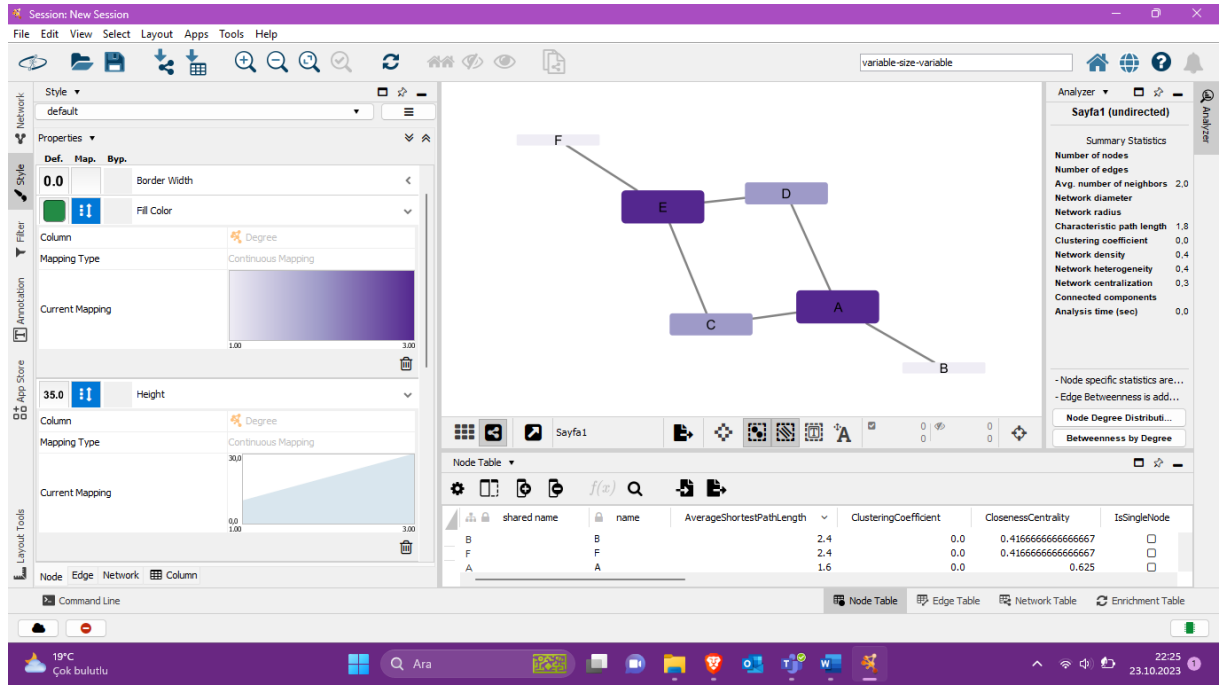 Session: New Session
File Edit View Select Layout Apps Tools Help
variable-size-variable
Network
Style
Filter
Annotation
App Store
Layout Tools
Style
default
Properties
Def. Map. Byp.
0.0 Border Width
Fill Color
Column Degree
Mapping Type Continuous Mapping
Current Mapping
1.00 3.00
35.0 Height
Column Degree
Mapping Type Continuous Mapping
30,0
Current Mapping
0,0
1.00 3.00
Node Edge Network Column
F
E
D
C
A
B
Sayfa1
0 0
0 0
Analyzer
Analyzer
Sayfa1 (undirected)
Summary Statistics
Number of nodes
Number of edges
Avg. number of neighbors 2,0
Network diameter
Network radius
Characteristic path length 1,8
Clustering coefficient 0,0
Network density 0,4
Network heterogeneity 0,4
Network centralization 0,3
Connected components
Analysis time (sec) 0,0
- Node specific statistics are...
- Edge Betweenness is add...
Node Degree Distributi...
Betweenness by Degree
Node Table
f(x)
shared name name AverageShortestPathLength ClusteringCoefficient ClosenessCentrality IsSingleNode
B B 2.4 0.0 0.4166666666666667
F F 2.4 0.0 0.4166666666666667
A A 1.6 0.0 0.625
Command Line
Node Table Edge Table Network Table Enrichment Table
19°C
Çok bulutlu
Ara
22:25
23.10.2023
1